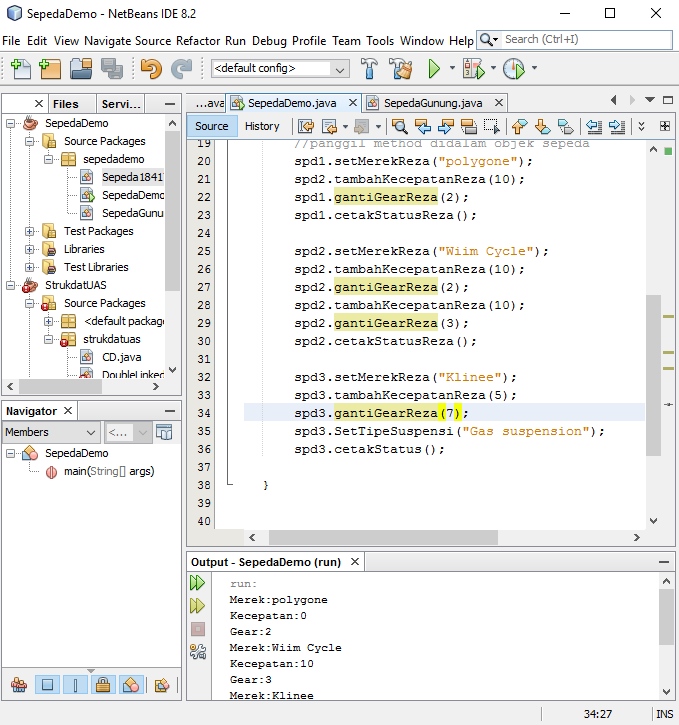 SepedaDemo - NetBeans IDE 8.2
File Edit View Navigate Source Refactor Run Debug Profile Team Tools Window Help
Search (Ctrl+I)
<default config>
Files
Servi...
...ava
SepedaDemo.java
SepedaGunung.java
Source
History
SepedaDemo
Source Packages
sepedademo
Sepeda1841
SepedaDemo
SepedaGunu
Test Packages
Libraries
Test Libraries
StrukdatUAS
Source Packages
<default package
strukdatuas
CD.java
DoubleLinked
Navigator
Members
<...
SepedaDemo
main(String[] args)
19 //panggil method didalam objek sepeda
20 spd1.setMerekReza("polygone");
21 spd2.tambahKecepatanReza(10);
22 spd1.gantiGearReza(2);
23 spd1.cetakStatusReza();
24
25 spd2.setMerekReza("Wiim Cycle");
26 spd2.tambahKecepatanReza(10);
27 spd2.gantiGearReza(2);
28 spd2.tambahKecepatanReza(10);
29 spd2.gantiGearReza(3);
30 spd2.cetakStatusReza();
31
32 spd3.setMerekReza("Klinee");
33 spd3.tambahKecepatanReza(5);
34 spd3.gantiGearReza(7);
35 spd3.SetTipeSuspensi("Gas suspension");
36 spd3.cetakStatus();
37
38 }
39
40
Output - SepedaDemo (run)
run:
Merek:polygone
Kecepatan:0
Gear:2
Merek:Wiim Cycle
Kecepatan:10
Gear:3
Merek:Klinee
34:27
INS